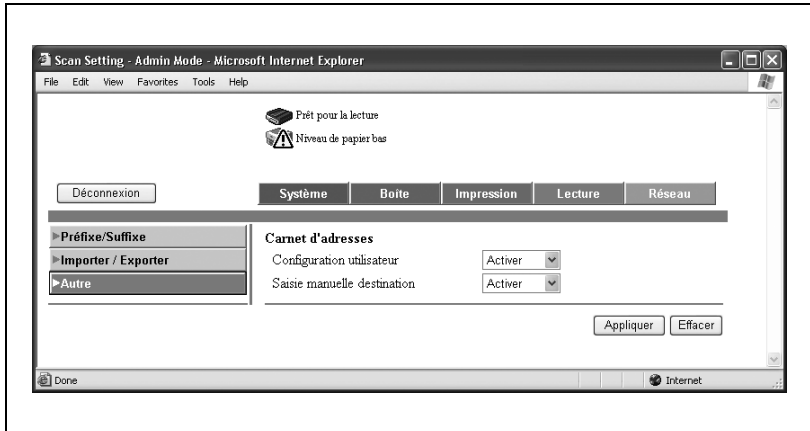 Scan Setting - Admin Mode - Microsoft Internet Explorer
File Edit View Favorites Tools Help
Prêt pour la lecture
Niveau de papier bas
Déconnexion
Système Boîte Impression Lecture Réseau
Préfixe/Suffixe
Importer / Exporter
Autre
Carnet d'adresses
Configuration utilisateur Activer
Saisie manuelle destination Activer
Appliquer Effacer
Done Internet